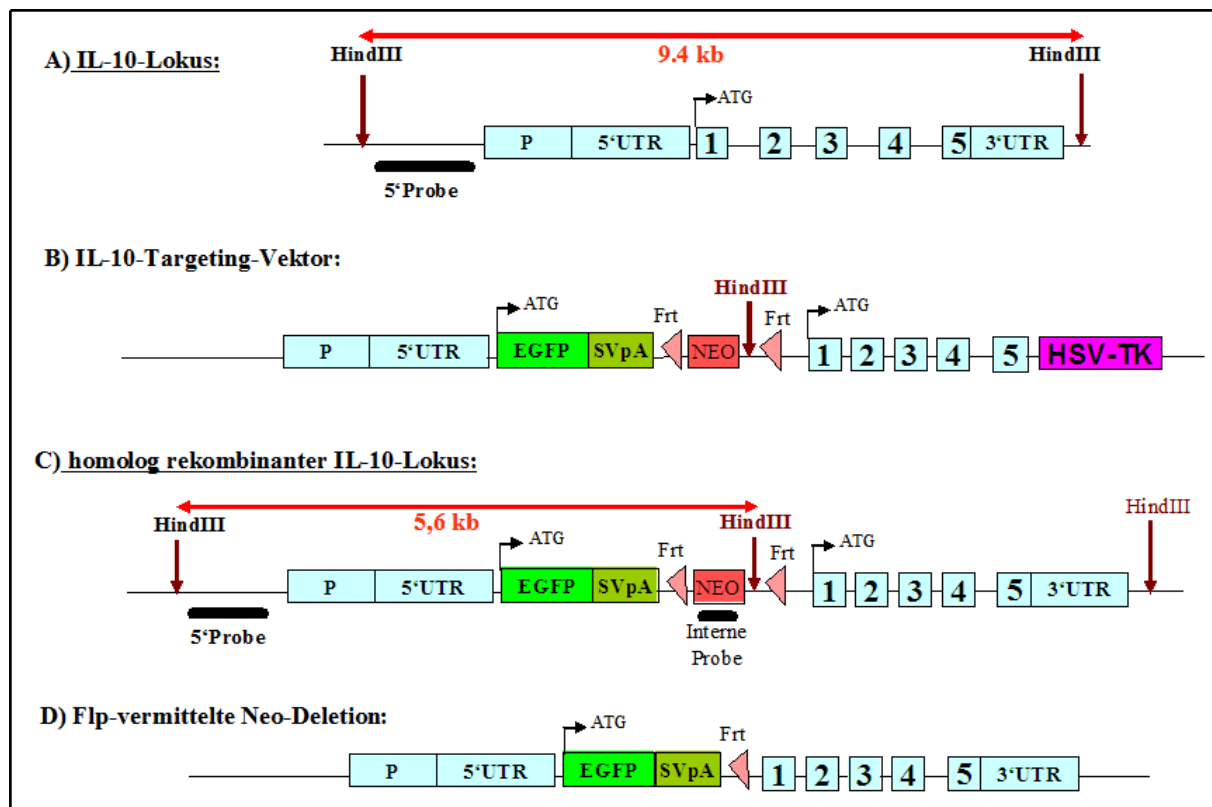 A) IL-10-Lokus:
HindIII
9.4 kb
HindIII
ATG
P 5‘UTR 1 2 3 4 5 3‘UTR
5‘Probe
B) IL-10-Targeting-Vektor:
HindIII
ATG Frt Frt ATG
P 5‘UTR EGFP SVpA NEO 1 2 3 4 5 HSV-TK
C) homolog rekombinanter IL-10-Lokus:
HindIII 5,6 kb HindIII HindIII
ATG Frt Frt ATG
P 5‘UTR EGFP SVpA NEO 1 2 3 4 5 3‘UTR
5‘Probe
Interne
Probe
D) Flp-vermittelte Neo-Deletion:
ATG Frt
P 5‘UTR EGFP SVpA 1 2 3 4 5 3‘UTR